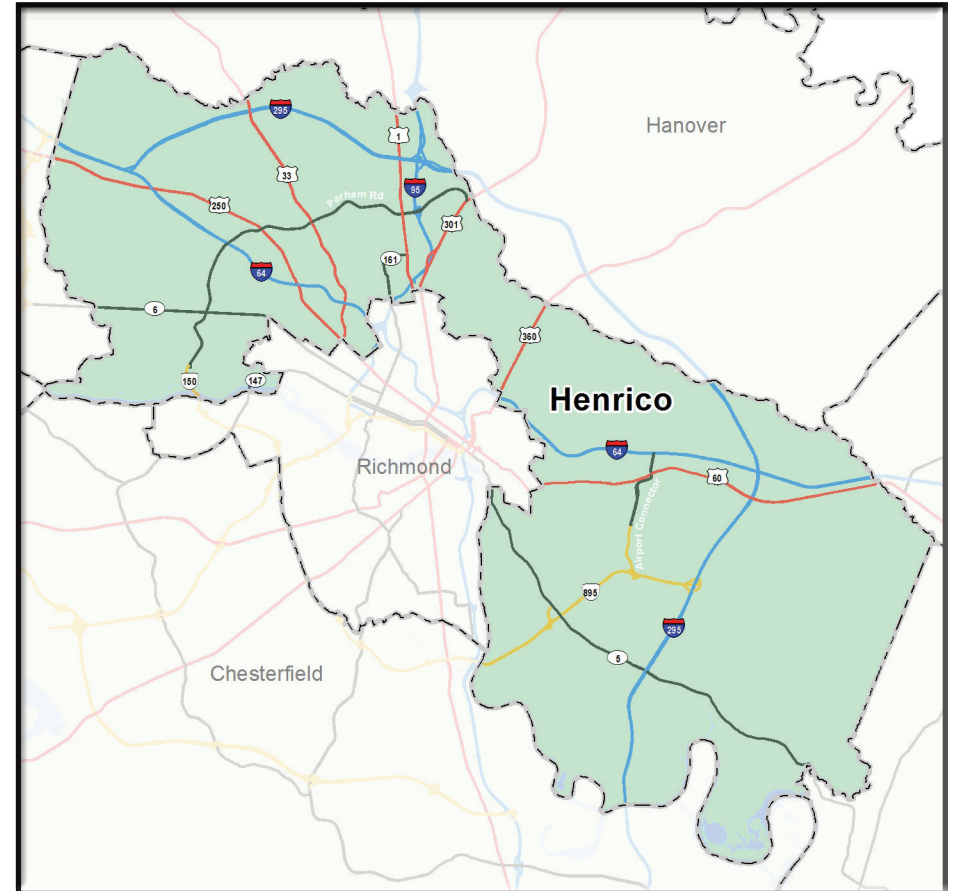 295
Hanover
1
33
95
Parham Rd
250
301
161
64
6
360
150
147
Henrico
64
Richmond
60
Airport Connector
895
295
5
Chesterfield